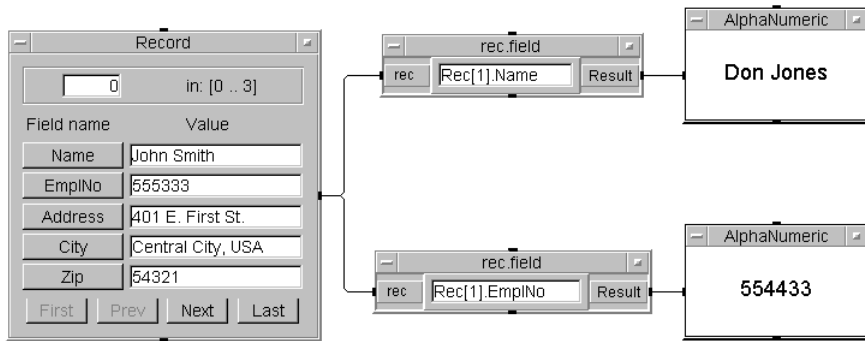 Record
0 in: [0 .. 3]
Field name Value
Name John Smith
EmplNo 555333
Address 401 E. First St.
City Central City, USA
Zip 54321
First Prev Next Last
rec.field
rec Rec[1].Name Result
AlphaNumeric
Don Jones
rec.field
rec Rec[1].EmplNo Result
AlphaNumeric
554433